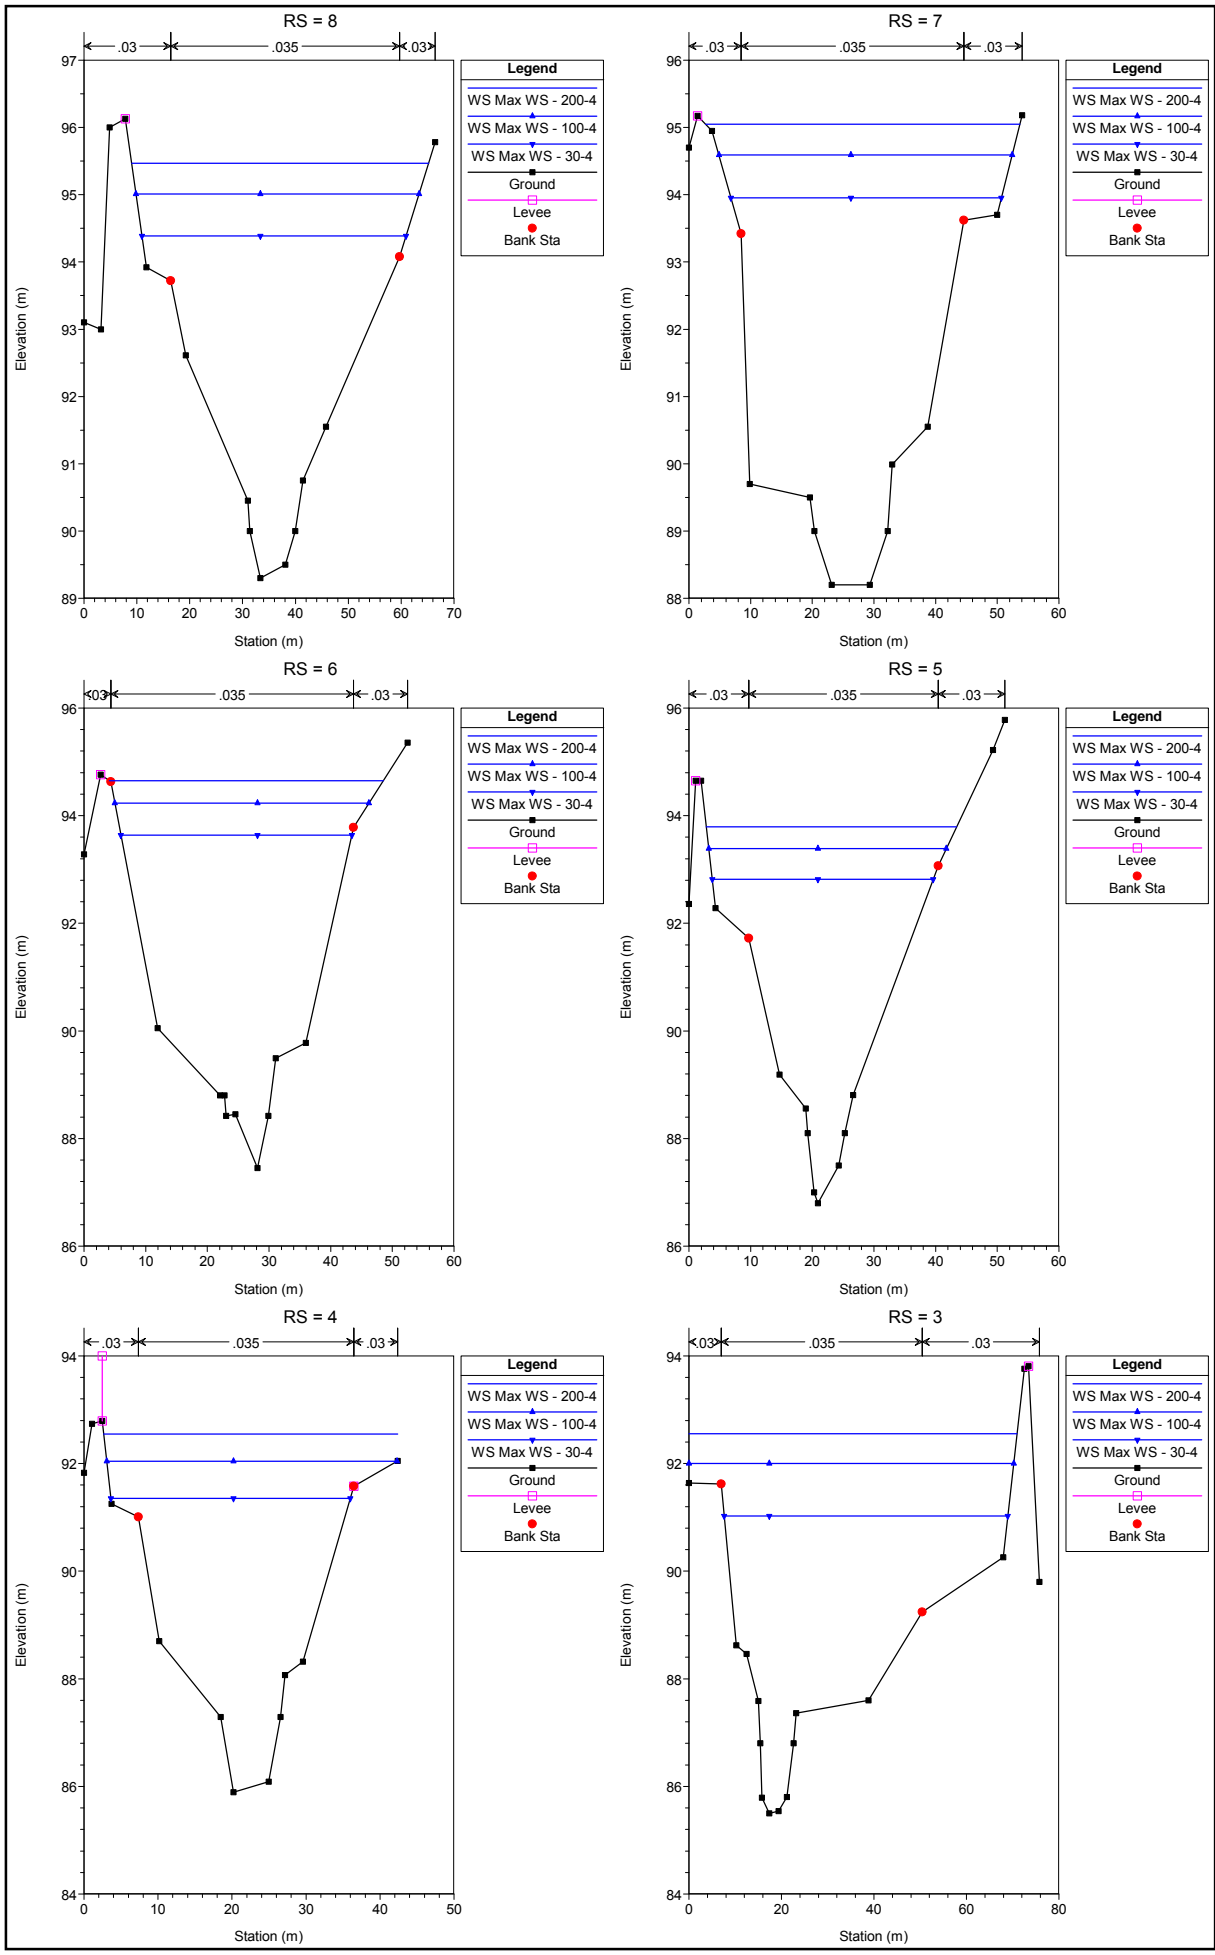 RS = 8
.03 .035 .03
97
96
95
94
93
92
91
90
89
0 10 20 30 40 50 60 70
Station (m)
Elevation (m)
Legend
WS Max WS - 200-4
WS Max WS - 100-4
WS Max WS - 30-4
Ground
Levee
Bank Sta
RS = 7
.03 .035 .03
96
95
94
93
92
91
90
89
88
0 10 20 30 40 50 60
Station (m)
Elevation (m)
Legend
WS Max WS - 200-4
WS Max WS - 100-4
WS Max WS - 30-4
Ground
Levee
Bank Sta
RS = 6
.03 .035 .03
96
94
92
90
88
86
0 10 20 30 40 50 60
Station (m)
Elevation (m)
Legend
WS Max WS - 200-4
WS Max WS - 100-4
WS Max WS - 30-4
Ground
Levee
Bank Sta
RS = 5
.03 .035 .03
96
94
92
90
88
86
0 10 20 30 40 50 60
Station (m)
Elevation (m)
Legend
WS Max WS - 200-4
WS Max WS - 100-4
WS Max WS - 30-4
Ground
Levee
Bank Sta
RS = 4
.03 .035 .03
94
92
90
88
86
84
0 10 20 30 40 50
Station (m)
Elevation (m)
Legend
WS Max WS - 200-4
WS Max WS - 100-4
WS Max WS - 30-4
Ground
Levee
Bank Sta
RS = 3
.03 .035 .03
94
92
90
88
86
84
0 20 40 60 80
Station (m)
Elevation (m)
Legend
WS Max WS - 200-4
WS Max WS - 100-4
WS Max WS - 30-4
Ground
Levee
Bank Sta